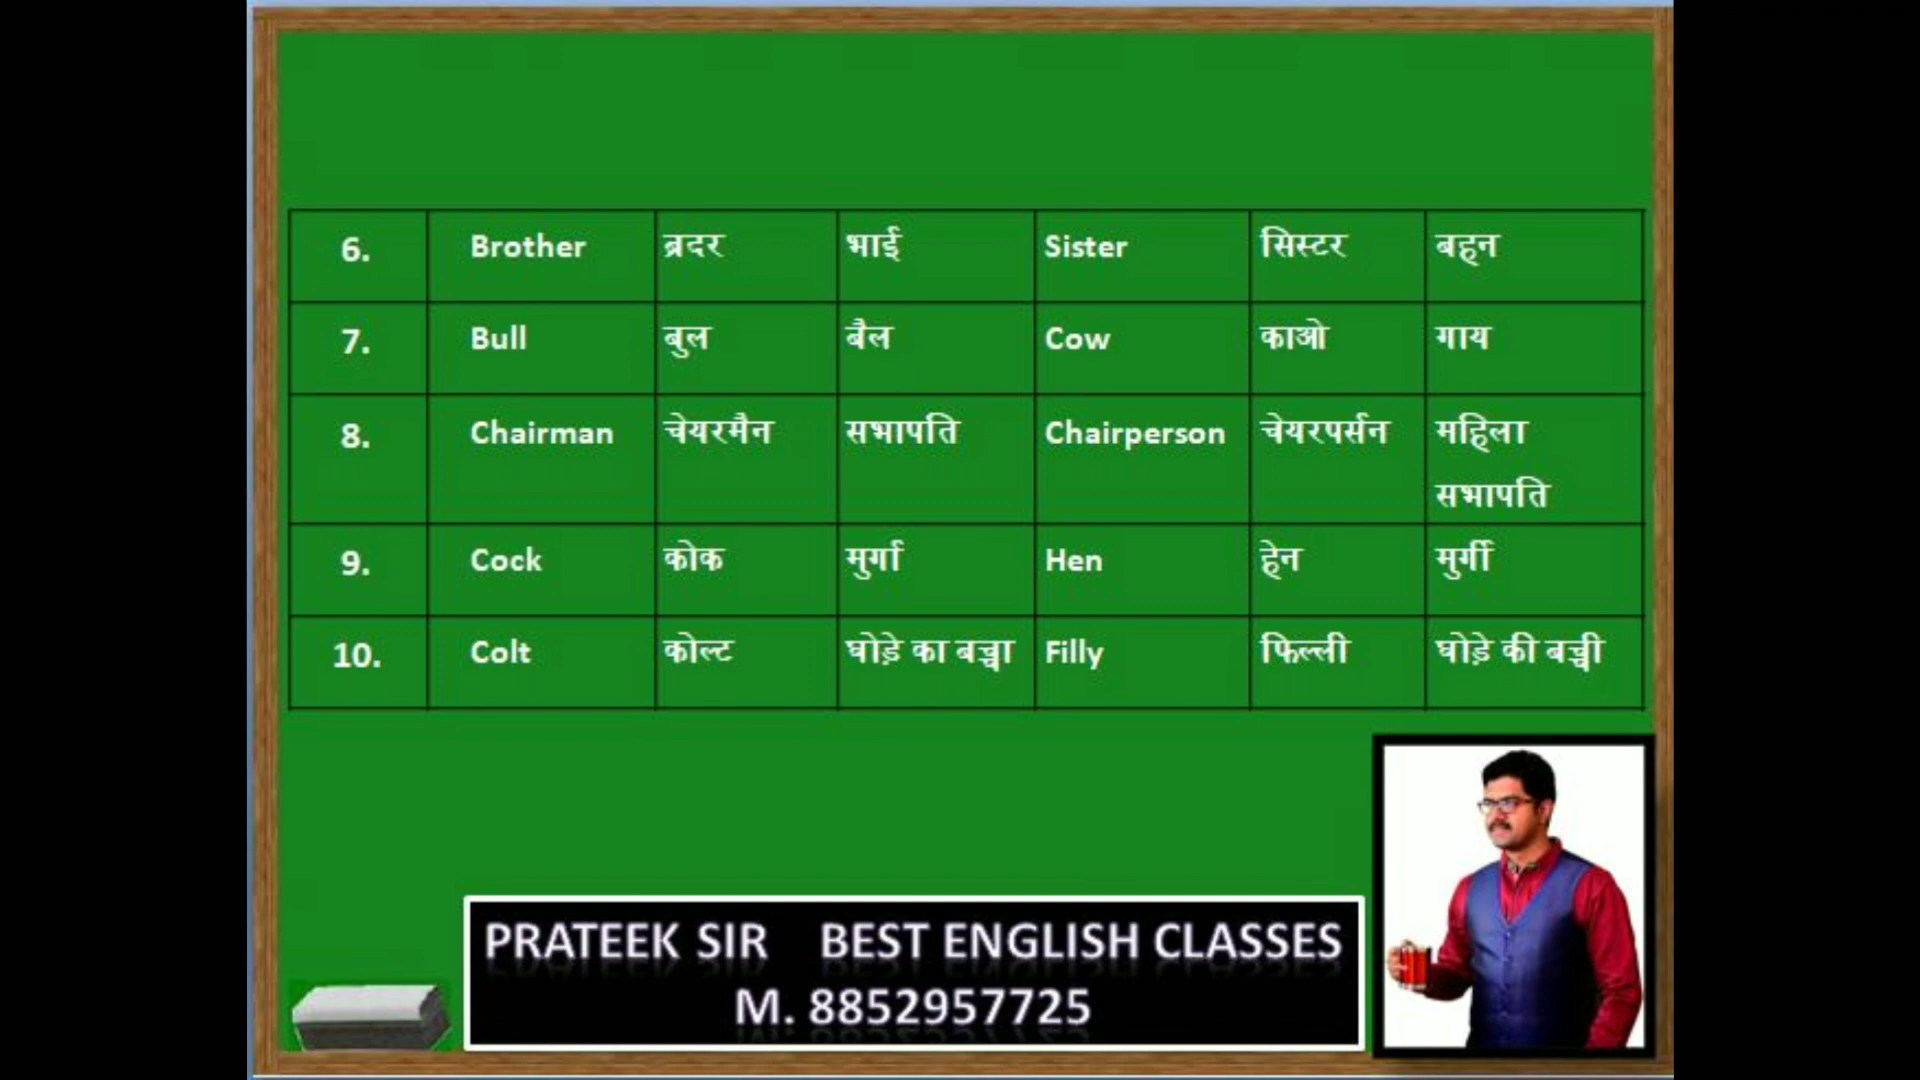 6. Brother ब्रदर भाई Sister सिस्टर बहन
7. Bull बुल बैल Cow काओ गाय
8. Chairman चेयरमैन सभापति Chairperson चेयरपर्सन महिला
सभापति
9. Cock कोक मुर्गा Hen हेन मुर्गी
10. Colt कोल्ट घोड़े का बच्चा Filly फिल्ली घोड़े की बच्ची
PRATEEK SIR BEST ENGLISH CLASSES
M. 8852957725